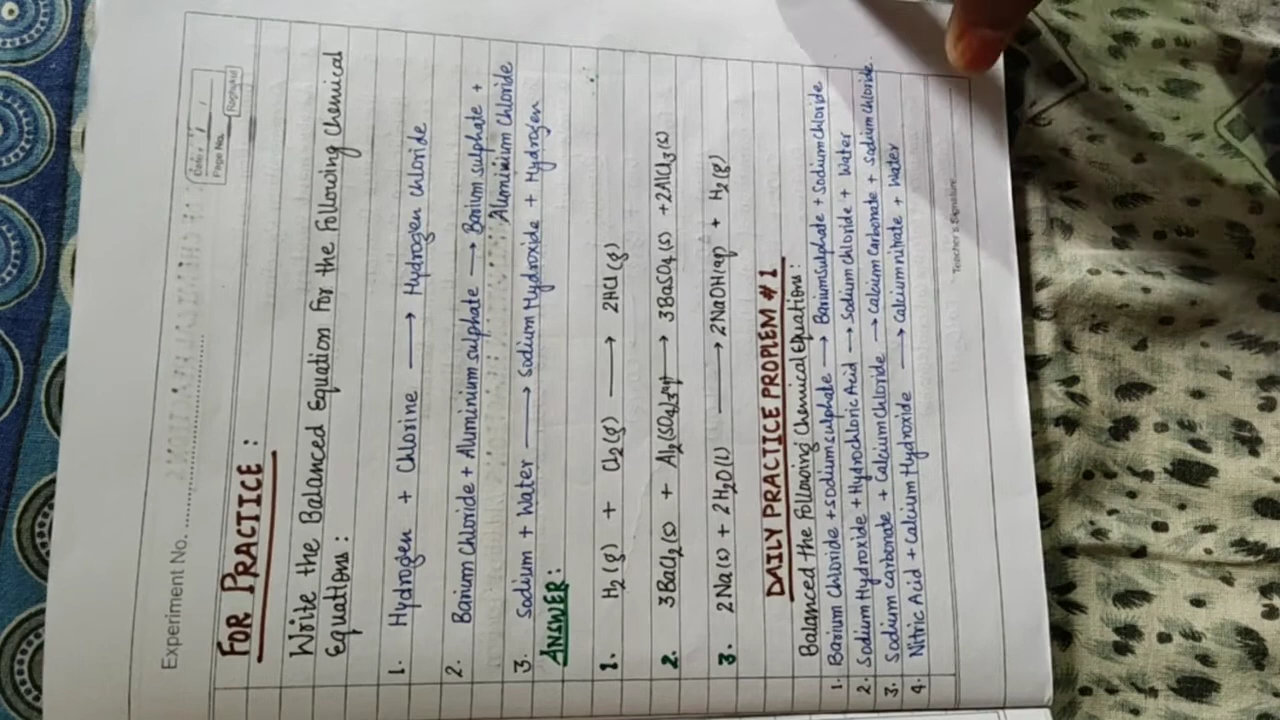 Experiment No.
Date / /
Page No.
FOR PRACTICE :
Write the Balanced Equation For the Following Chemical
Equations :
1. Hydrogen + Chlorine ⟶ Hydrogen chloride
2. Barium Chloride + Aluminium sulphate ⟶ Barium sulphate +
Aluminium Chloride
3. Sodium + Water ⟶ Sodium Hydroxide + Hydrogen
ANSWER :
1. H₂(g) + Cl₂(g) ⟶ 2HCl(g)
2. 3BaCl₂(s) + Al₂(SO₄)₃(aq) ⟶ 3BaSO₄(s) + 2AlCl₃(s)
3. 2Na(s) + 2H₂O(l) ⟶ 2NaOH(aq) + H₂(g)
DAILY PRACTICE PROPLEM # 1
Balanced the Following Chemical Equations :
1. Barium Chloride + sodium sulphate ⟶ Barium sulphate + Sodium chloride
2. Sodium Hydroxide + Hydrochloric Acid ⟶ Sodium chloride + Water
3. Sodium carbonate + Calcium Chloride ⟶ Calcium Carbonate + Sodium Chloride.
4. Nitric Acid + Calcium Hydroxide ⟶ Calcium nitrate + Water
Teacher's Signature